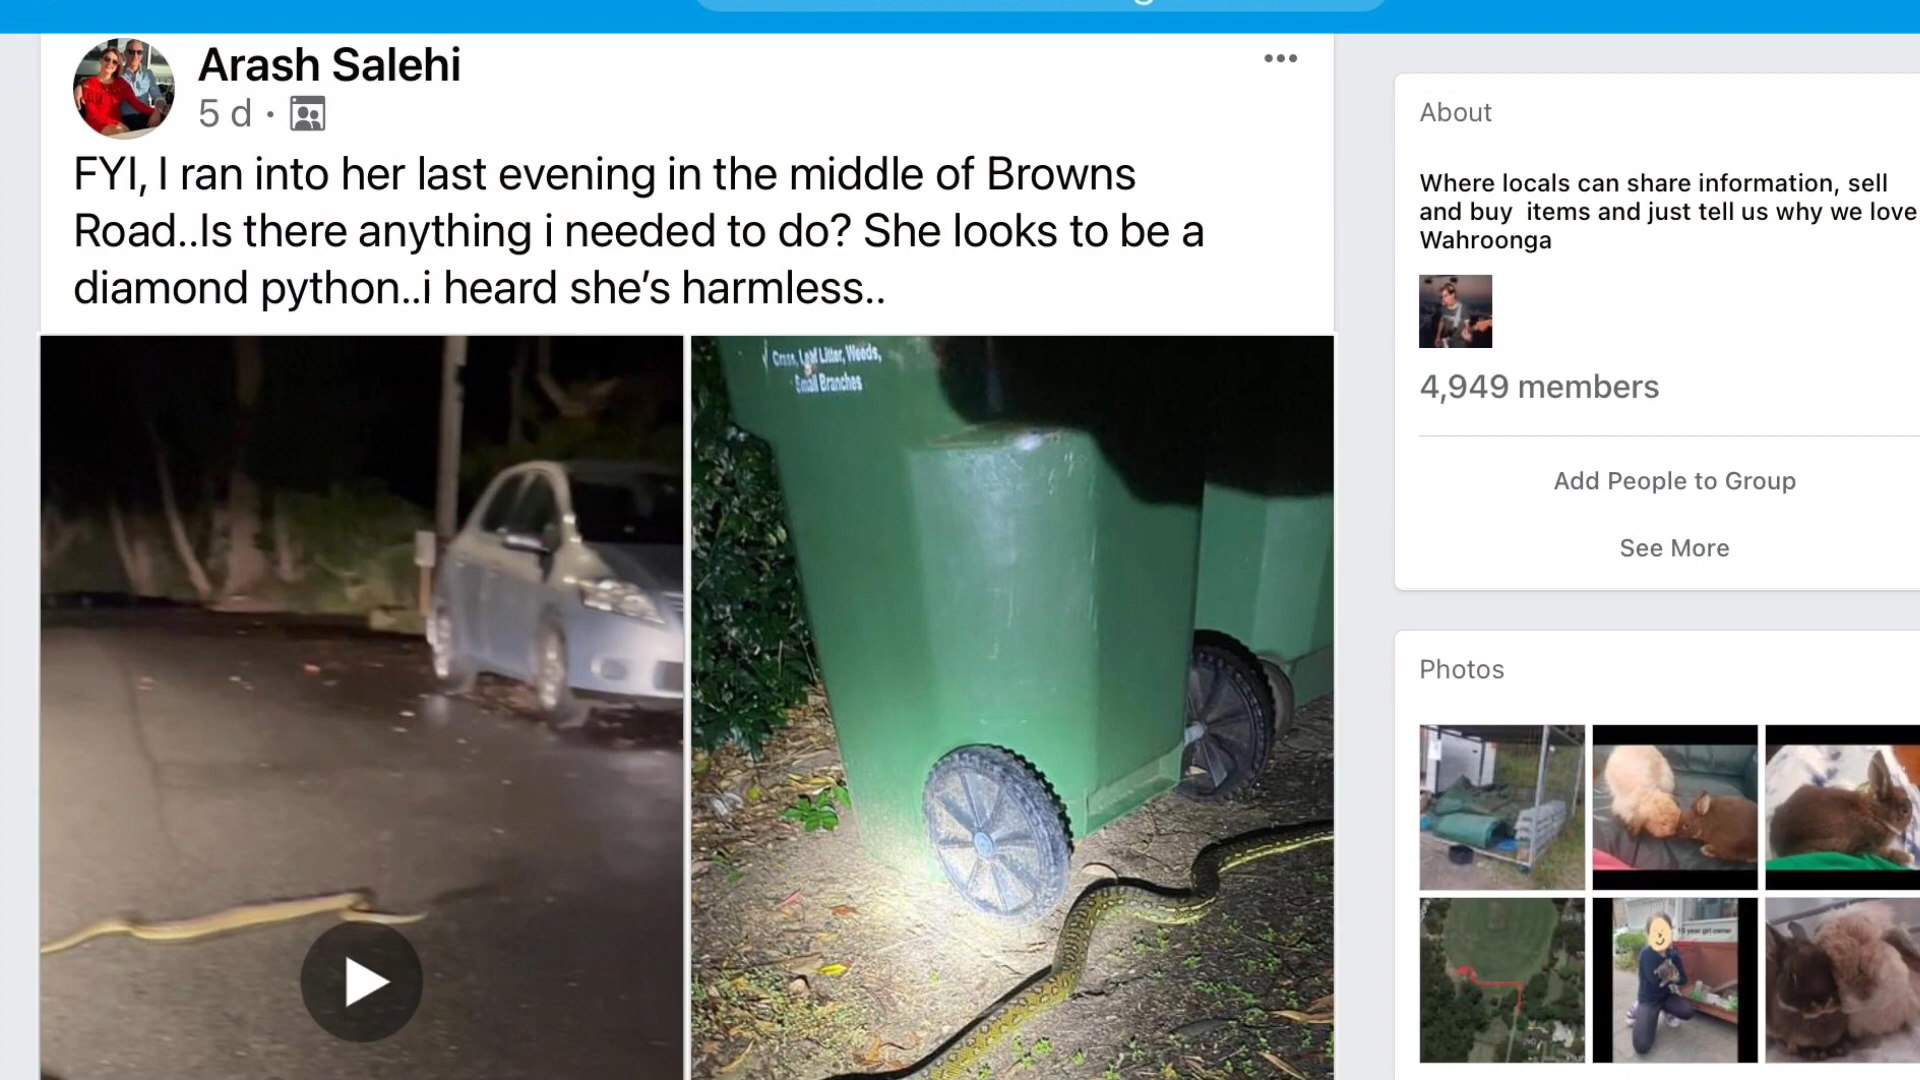 Arash Salehi
5 d ·
FYI, I ran into her last evening in the middle of Browns
Road..Is there anything i needed to do? She looks to be a
diamond python..i heard she's harmless..
Grass, Leaf Litter, Weeds,
Small Branches
About
Where locals can share information, sell
and buy items and just tell us why we love
Wahroonga
4,949 members
Add People to Group
See More
Photos
year girl owner